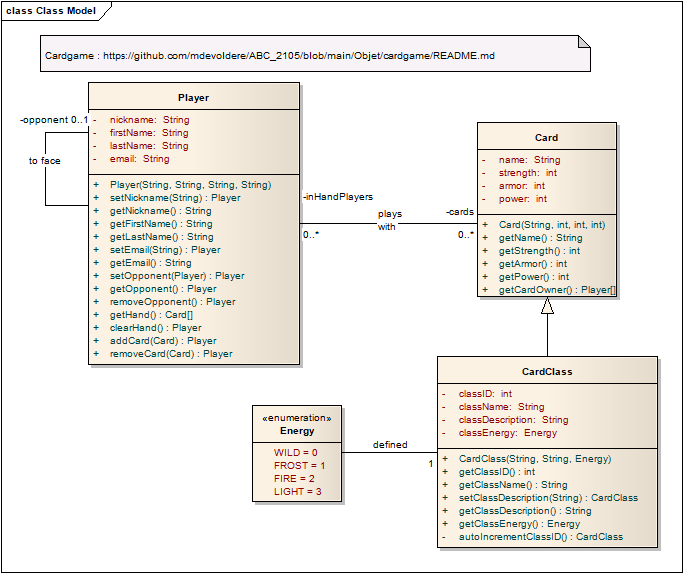 class Class Model
Cardgame : https://github.com/mdevoldere/ABC_2105/blob/main/Objet/cardgame/README.md
Player
- nickname: String
- firstName: String
- lastName: String
- email: String
+ Player(String, String, String, String)
+ setNickname(String) : Player
+ getNickname() : String
+ getFirstName() : String
+ getLastName() : String
+ setEmail(String) : Player
+ getEmail() : String
+ setOpponent(Player) : Player
+ getOpponent() : Player
+ removeOpponent() : Player
+ getHand() : Card[]
+ clearHand() : Player
+ addCard(Card) : Player
+ removeCard(Card) : Player
-opponent 0..1
to face
-inHandPlayers
0..*
plays
with
-cards
0..*
Card
- name: String
- strength: int
- armor: int
- power: int
+ Card(String, int, int, int)
+ getName() : String
+ getStrength() : int
+ getArmor() : int
+ getPower() : int
+ getCardOwner() : Player[]
CardClass
- classID: int
- className: String
- classDescription: String
- classEnergy: Energy
+ CardClass(String, String, Energy)
+ getClassID() : int
+ getClassName() : String
+ setClassDescription(String) : CardClass
+ getClassDescription() : String
+ getClassEnergy() : Energy
- autoIncrementClassID() : CardClass
«enumeration»
Energy
WILD = 0
FROST = 1
FIRE = 2
LIGHT = 3
defined
1